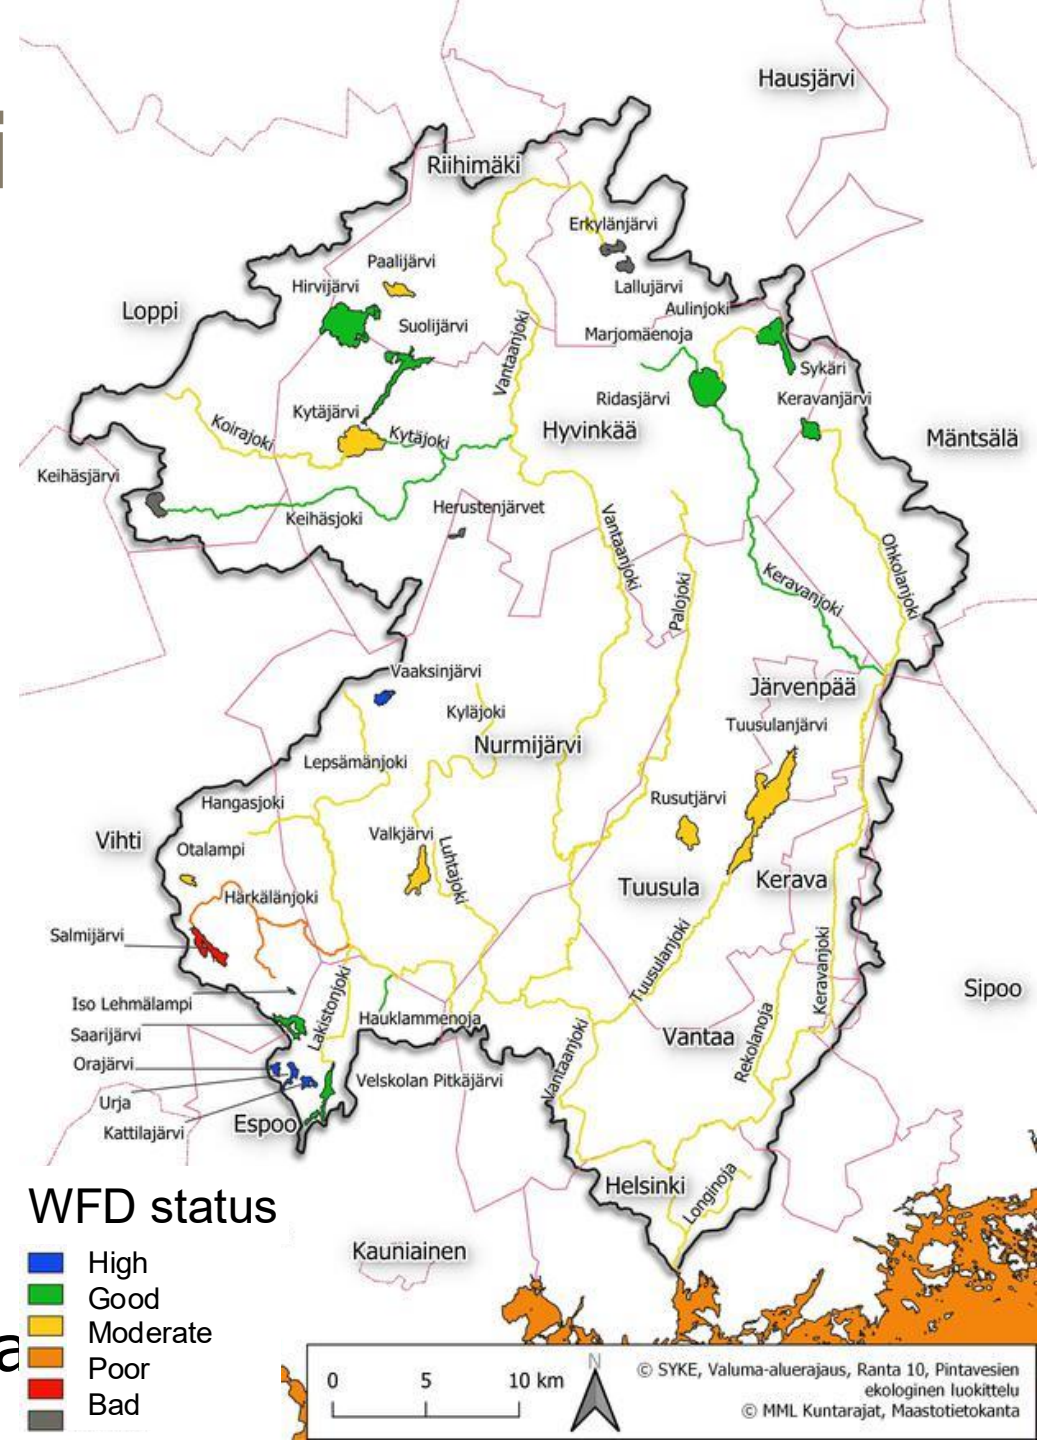 i
Hausjärvi
Riihimäki
Erkylänjärvi
Paalijärvi
Hirvijärvi
Lallujärvi
Loppi
Suolijärvi
Aulinjoki
Marjomäenoja
Vantaanjoki
Sykäri
Ridasjärvi
Keravanjärvi
Kytäjärvi
Koirajoki
Kytäjoki
Hyvinkää
Mäntsälä
Keihäsjärvi
Herustenjärvet
Keihäsjoki
Vantaanjoki
Ohkolanjoki
Palojoki
Keravanjoki
Vaaksinjärvi
Järvenpää
Kyläjoki
Tuusulanjärvi
Nurmijärvi
Lepsämänjoki
Hangasjoki
Rusutjärvi
Vihti
Valkjärvi
Otalampi
Luhtajoki
Tuusula
Kerava
Härkälänjoki
Salmijärvi
Tuusulanjoki
Keravanjoki
Sipoo
Iso Lehmälampi
Lakistonjoki
Hauklammenoja
Saarijärvi
Vantaa
Rekolanoja
Orajärvi
Vantaanjoki
Velskolan Pitkäjärvi
Urja
Kattilajärvi
Espoo
Helsinki
Longinoja
Kauniainen
WFD status
High
Good
Moderate
Poor
Bad
a
0 5 10 km
N
© SYKE, Valuma-aluerajaus, Ranta 10, Pintavesien
ekologinen luokittelu
© MML Kuntarajat, Maastotietokanta